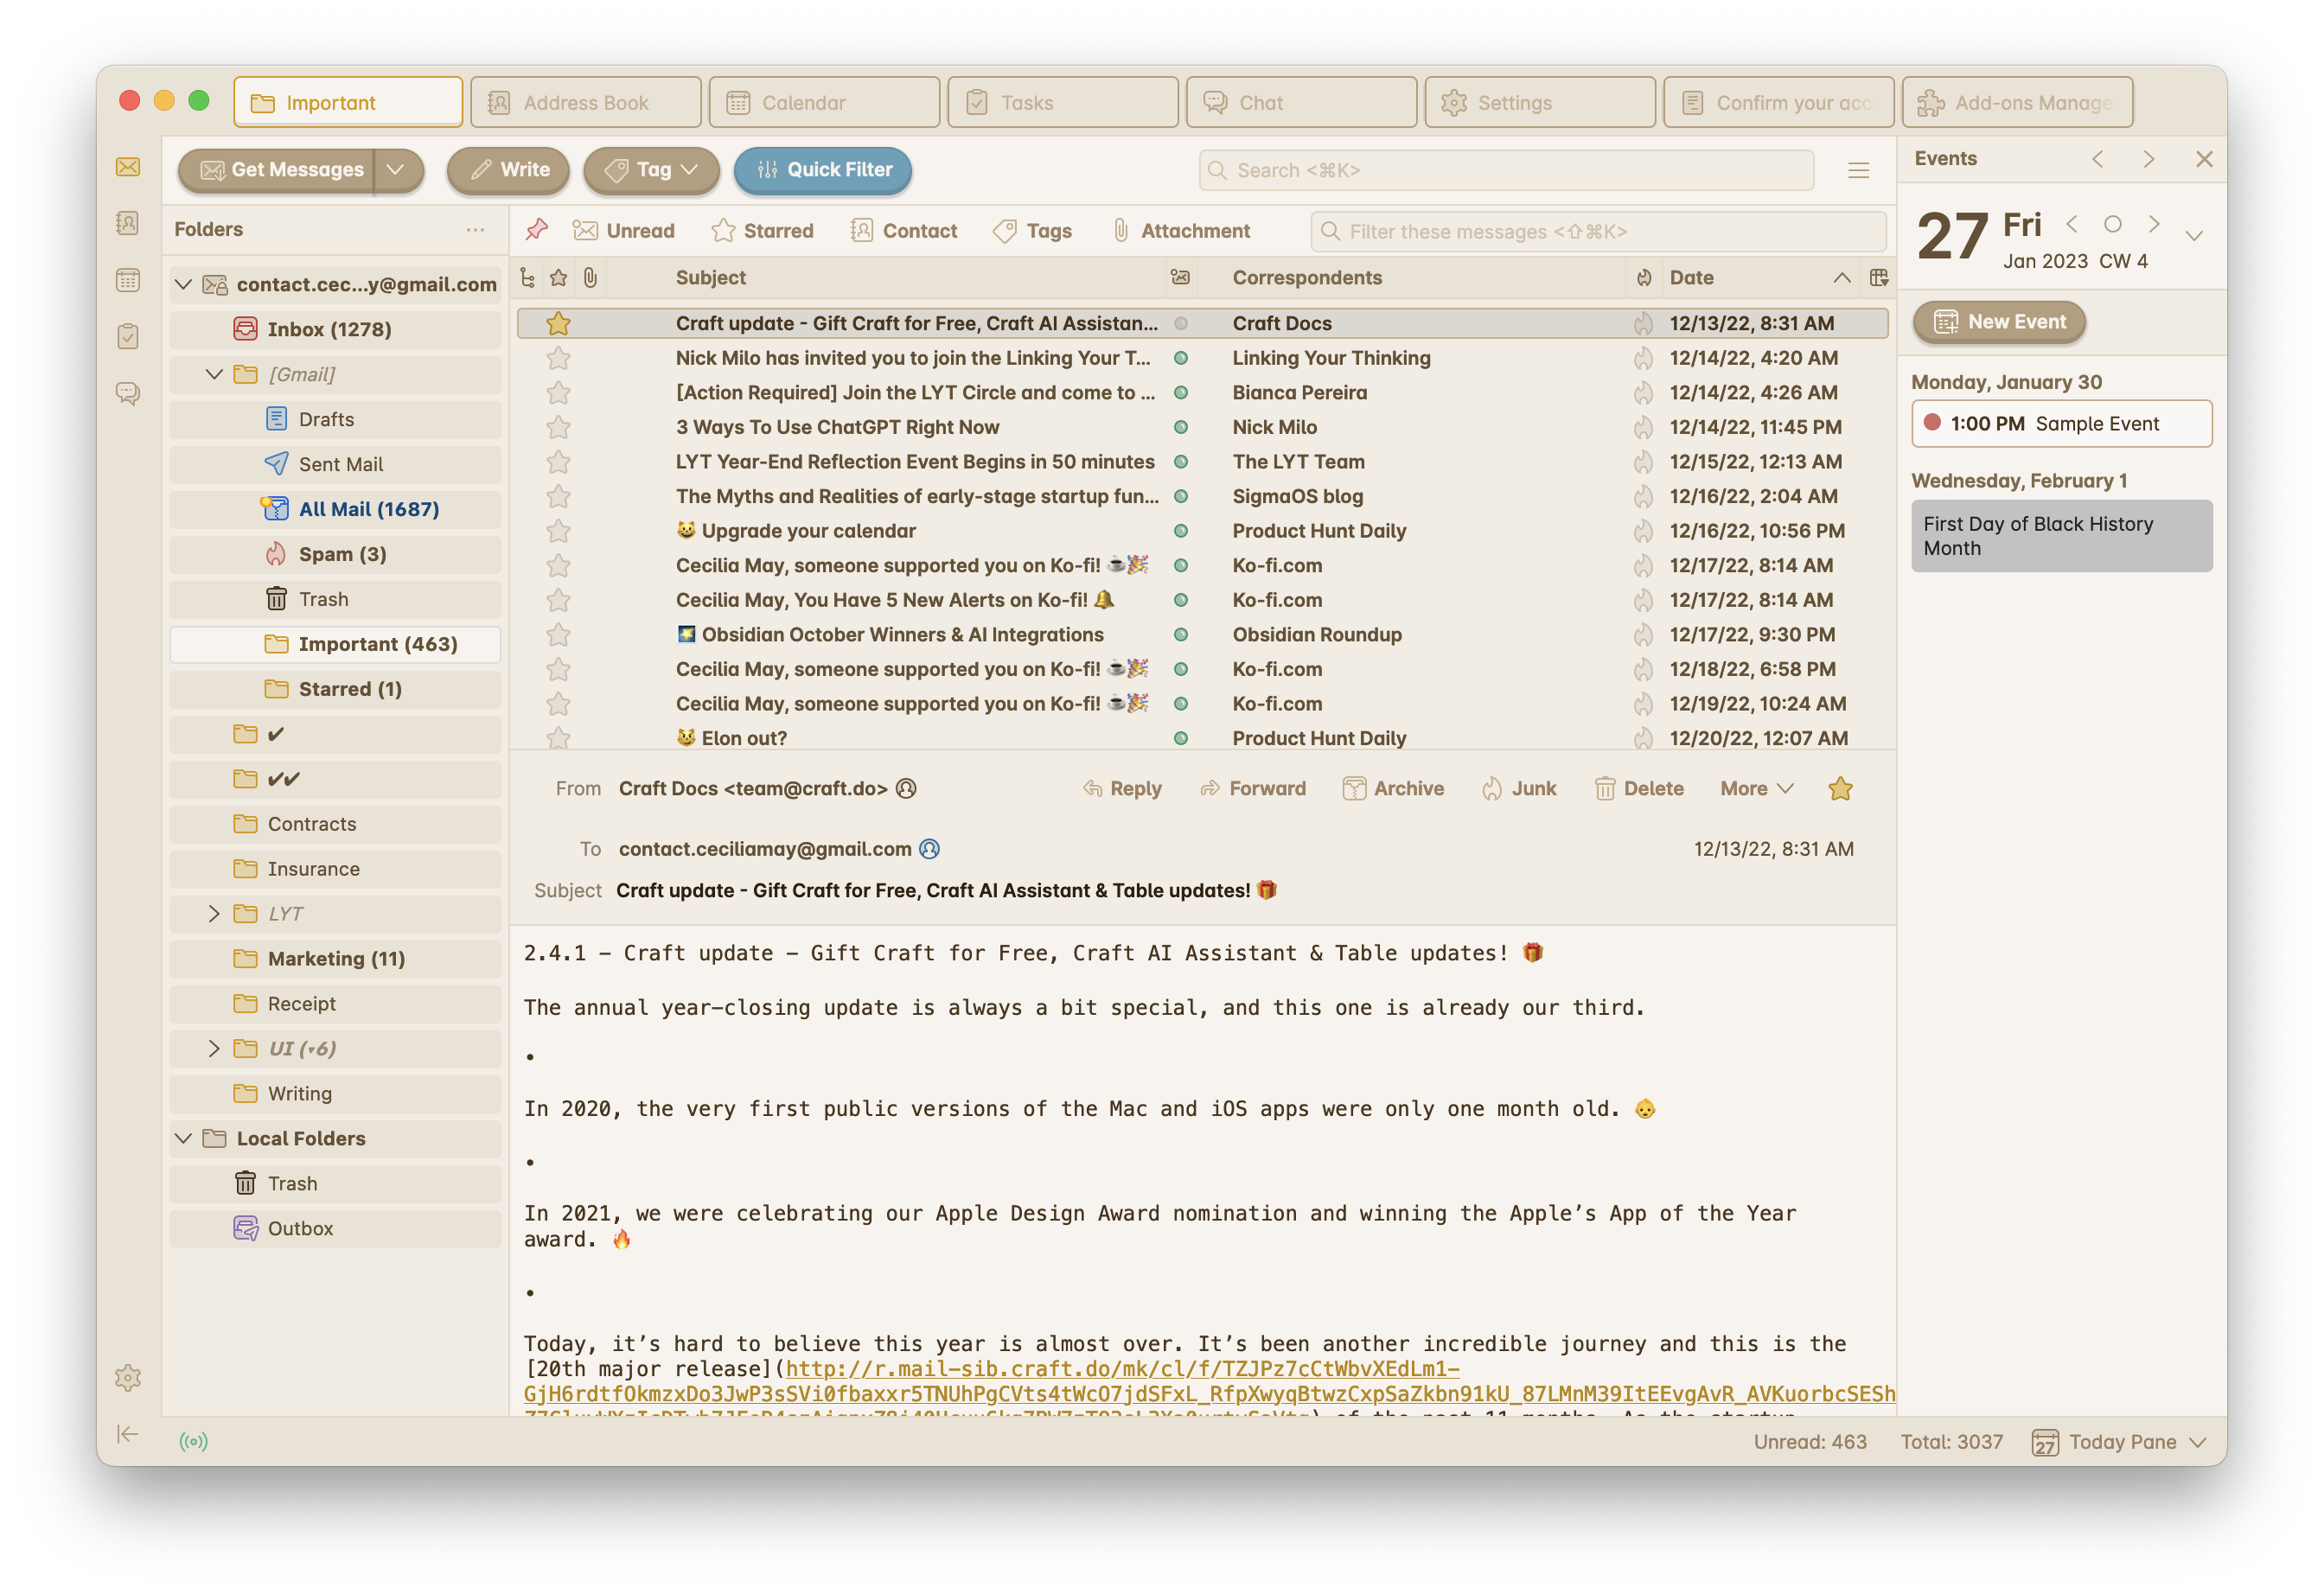 Important
Address Book
Calendar
Tasks
Chat
Settings
Confirm your acc
Add-ons Manage
Get Messages
Write
Tag
Quick Filter
Search <⌘K>
Folders
contact.cec...y@gmail.com
Inbox (1278)
[Gmail]
Drafts
Sent Mail
All Mail (1687)
Spam (3)
Trash
Important (463)
Starred (1)
✔
✔✔
Contracts
Insurance
LYT
Marketing (11)
Receipt
UI (▾6)
Writing
Local Folders
Trash
Outbox
Unread
Starred
Contact
Tags
Attachment
Filter these messages <⇧⌘K>
Subject Correspondents Date
Craft update - Gift Craft for Free, Craft AI Assistan... Craft Docs 12/13/22, 8:31 AM
Nick Milo has invited you to join the Linking Your T... Linking Your Thinking 12/14/22, 4:20 AM
[Action Required] Join the LYT Circle and come to ... Bianca Pereira 12/14/22, 4:26 AM
3 Ways To Use ChatGPT Right Now Nick Milo 12/14/22, 11:45 PM
LYT Year-End Reflection Event Begins in 50 minutes The LYT Team 12/15/22, 12:13 AM
The Myths and Realities of early-stage startup fun... SigmaOS blog 12/16/22, 2:04 AM
😺 Upgrade your calendar Product Hunt Daily 12/16/22, 10:56 PM
Cecilia May, someone supported you on Ko-fi! ☕🎉 Ko-fi.com 12/17/22, 8:14 AM
Cecilia May, You Have 5 New Alerts on Ko-fi! 🔔 Ko-fi.com 12/17/22, 8:14 AM
🌠 Obsidian October Winners & AI Integrations Obsidian Roundup 12/17/22, 9:30 PM
Cecilia May, someone supported you on Ko-fi! ☕🎉 Ko-fi.com 12/18/22, 6:58 PM
Cecilia May, someone supported you on Ko-fi! ☕🎉 Ko-fi.com 12/19/22, 10:24 AM
😼 Elon out? Product Hunt Daily 12/20/22, 12:07 AM
From Craft Docs <team@craft.do>
Reply
Forward
Archive
Junk
Delete
More
To contact.ceciliamay@gmail.com
12/13/22, 8:31 AM
Subject Craft update - Gift Craft for Free, Craft AI Assistant & Table updates! 🎁
2.4.1 – Craft update – Gift Craft for Free, Craft AI Assistant & Table updates! 🎁
The annual year-closing update is always a bit special, and this one is already our third.
•
In 2020, the very first public versions of the Mac and iOS apps were only one month old. 👶
•
In 2021, we were celebrating our Apple Design Award nomination and winning the Apple’s App of the Year
award. 🔥
•
Today, it’s hard to believe this year is almost over. It’s been another incredible journey and this is the
[20th major release](http://r.mail-sib.craft.do/mk/cl/f/TZJPz7cCtWbvXEdLm1-
GjH6rdtfOkmzxDo3JwP3sSVi0fbaxxr5TNUhPgCVts4tWcO7jdSFxL_RfpXwyqBtwzCxpSaZkbn91kU_87LMnM39ItEEvgAvR_AVKuorbcSESh
of the past 11 months. As the startup
Events
27
Fri
Jan 2023 CW 4
New Event
Monday, January 30
1:00 PM Sample Event
Wednesday, February 1
First Day of Black History
Month
Unread: 463
Total: 3037
27
Today Pane